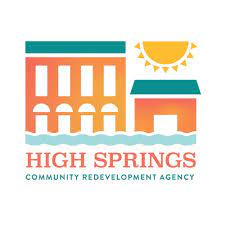 HIGH SPRINGS
COMMUNITY REDEVELOPMENT AGENCY